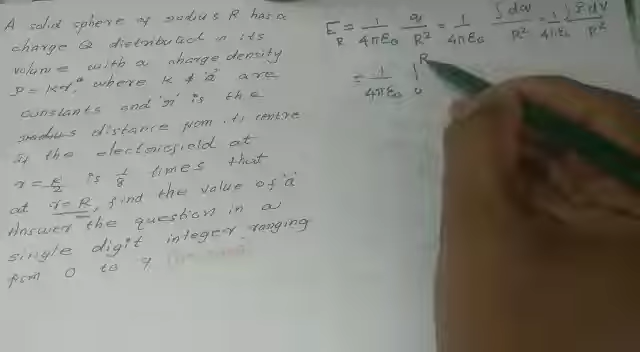 A solid sphere of radius R has a
charge Q distributed in its
volume with a charge density
ρ = kr^a, where k & 'a' are
constants and 'r' is the
radius distance from its centre
If the electricfield at
r = R/2 is 1/8 times that
at r = R, find the value of 'a'
Answer the question in a
single digit integer ranging
from 0 to 9
E_R = 1/4πε₀ q/R² = 1/4πε₀ ∫dq/R² = 1/4πε₀ ∫ρdv/R²
= 1/4πε₀ ∫₀^R